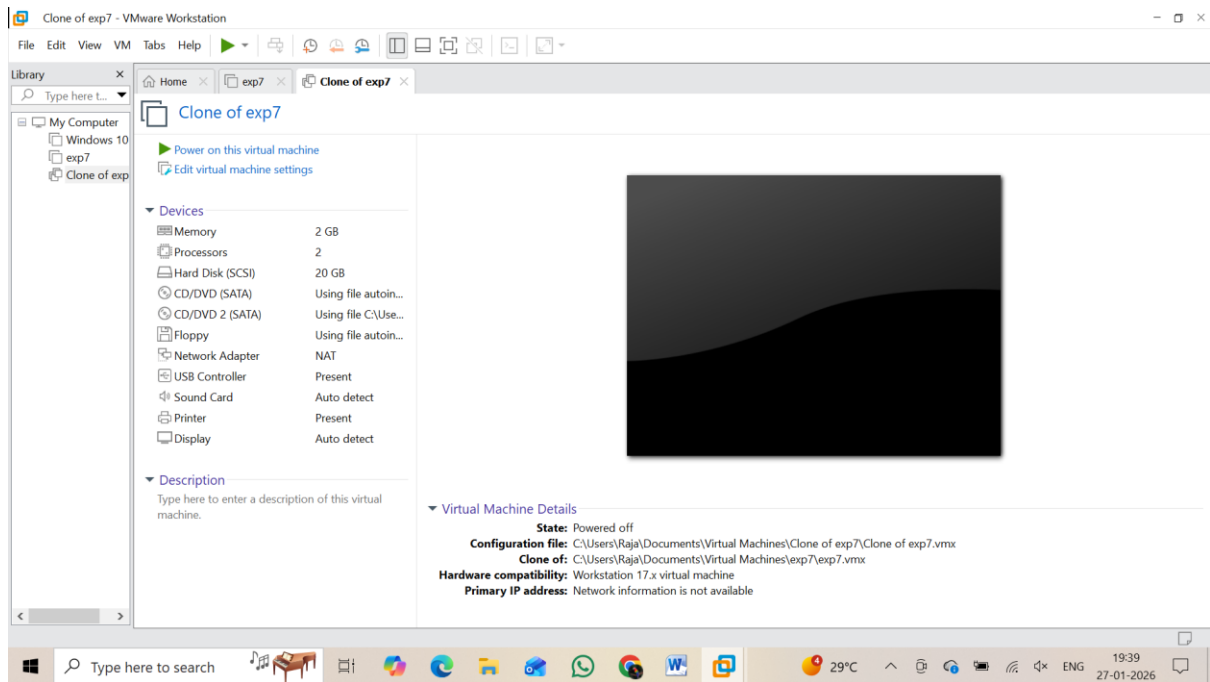 Clone of exp7 - VMware Workstation
File Edit View VM Tabs Help
Library
Type here t...
My Computer
Windows 10
exp7
Clone of exp
Home
exp7
Clone of exp7
Clone of exp7
Power on this virtual machine
Edit virtual machine settings
Devices
Memory 2 GB
Processors 2
Hard Disk (SCSI) 20 GB
CD/DVD (SATA) Using file autoin...
CD/DVD 2 (SATA) Using file C:\Use...
Floppy Using file autoin...
Network Adapter NAT
USB Controller Present
Sound Card Auto detect
Printer Present
Display Auto detect
Description
Type here to enter a description of this virtual
machine.
Virtual Machine Details
State: Powered off
Configuration file: C:\Users\Raja\Documents\Virtual Machines\Clone of exp7\Clone of exp7.vmx
Clone of: C:\Users\Raja\Documents\Virtual Machines\exp7\exp7.vmx
Hardware compatibility: Workstation 17.x virtual machine
Primary IP address: Network information is not available
Type here to search
4
29°C
ENG
19:39
27-01-2026